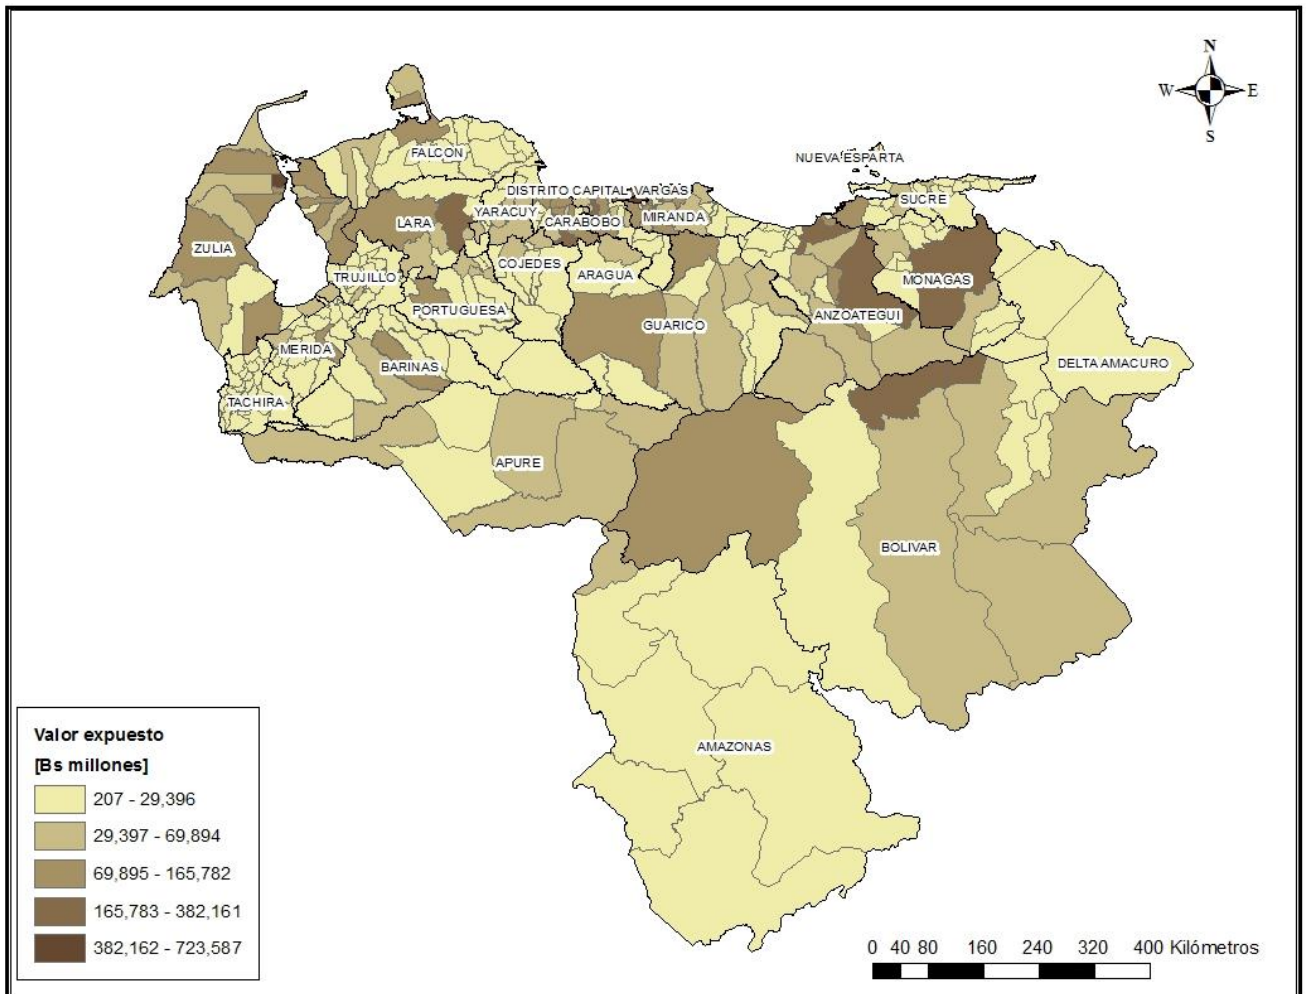 N
W E
S
NUEVA ESPARTA
FALCON
DISTRITO CAPITAL VARGAS
SUCRE
YARACUY
MIRANDA
LARA
CARABOBO
ZULIA
COJEDES
ARAGUA
TRUJILLO
MONAGAS
PORTUGUESA
ANZOATEGUI
GUARICO
MERIDA
BARINAS
DELTA AMACURO
TACHIRA
APURE
BOLIVAR
AMAZONAS
Valor expuesto
[Bs millones]
207 - 29,396
29,397 - 69,894
69,895 - 165,782
165,783 - 382,161
382,162 - 723,587
0 40 80 160 240 320 400 Kilómetros